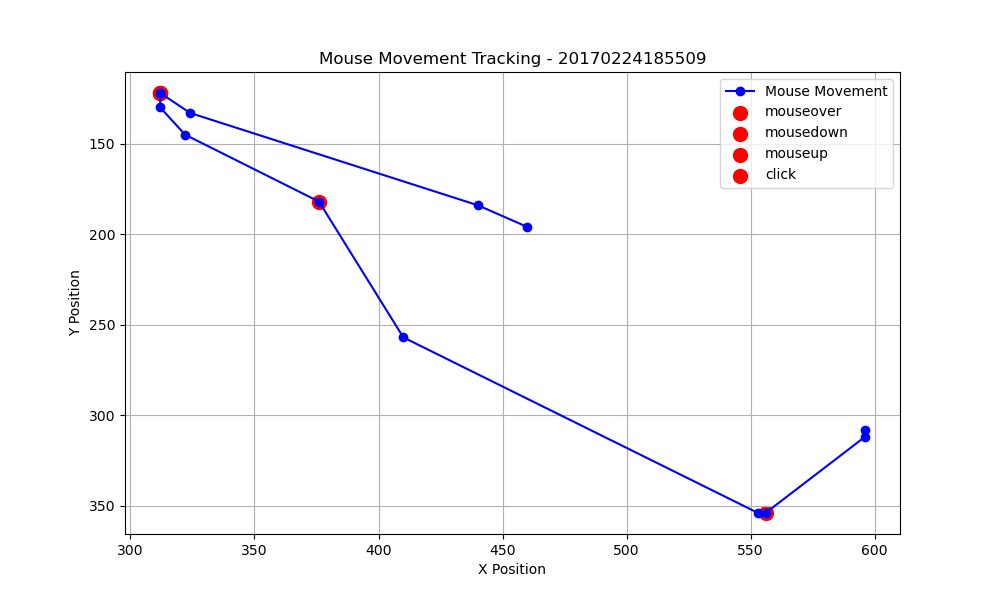 Mouse Movement Tracking - 20170224185509
Mouse Movement
mouseover
mousedown
mouseup
click
150
200
250
300
350
Y Position
300
350
400
450
500
550
600
X Position